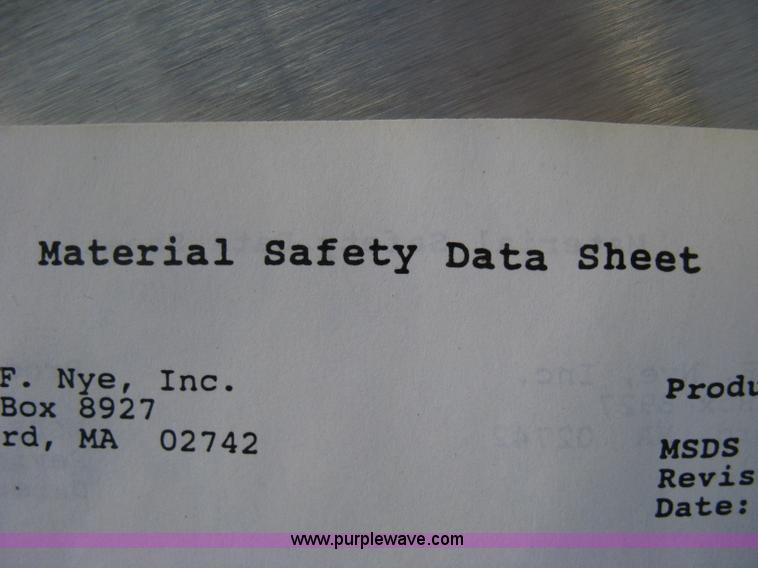 Material Safety Data Sheet
F. Nye, Inc.
Box 8927
rd, MA 02742
Produ
MSDS
Revis
Date:
www.purplewave.com